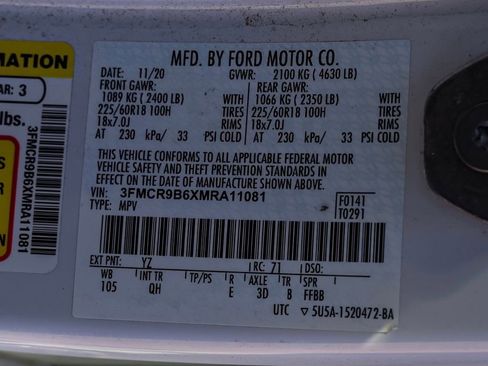 ORMATION
AR: 3
lbs.
3FMCR9B6XMRA11081
MFD. BY FORD MOTOR CO.
DATE: 11/20 GVWR: 2100 KG ( 4630 LB)
FRONT GAWR: REAR GAWR:
1089 KG ( 2400 LB) WITH 1066 KG ( 2350 LB) WITH
225/60R18 100H TIRES 225/60R18 100H TIRES
18x7.0J RIMS 18x7.0J RIMS
AT 230 kPa/ 33 PSI COLD AT 230 kPa/ 33 PSI COLD
THIS VEHICLE CONFORMS TO ALL APPLICABLE FEDERAL MOTOR
VEHICLE SAFETY AND THEFT PREVENTION STANDARDS IN
EFFECT ON THE DATE OF MANUFACTURE SHOWN ABOVE.
VIN: 3FMCR9B6XMRA11081 F0141
TYPE: MPV T0291
EXT PNT: YZ RC: 71 DSO:
WB INT TR TP/PS R AXLE TR SPR
105 QH E 3D 8 FFBB
UTC ▽5U5A-1520472-BA